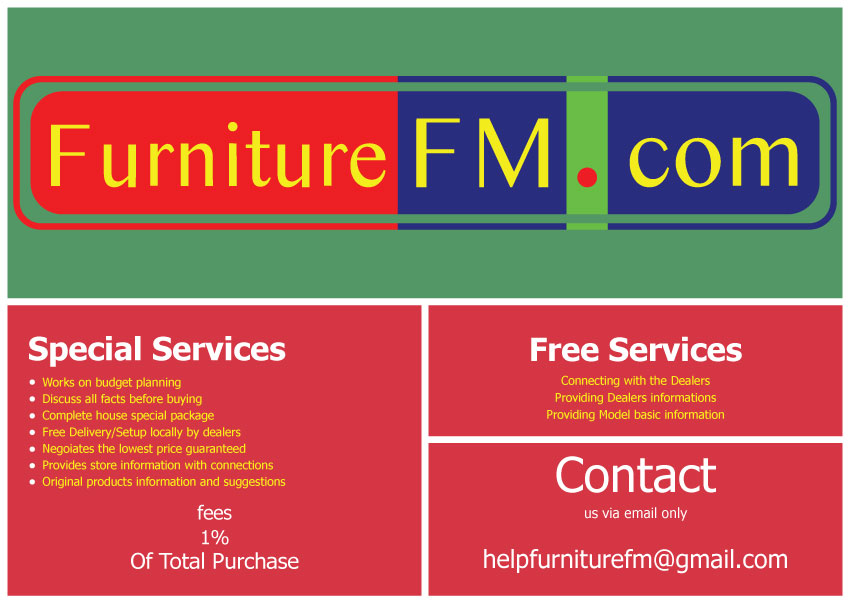 FurnitureFM.com
Special Services
Works on budget planning
Discuss all facts before buying
Complete house special package
Free Delivery/Setup locally by dealers
Negoiates the lowest price guaranteed
Provides store information with connections
Original products information and suggestions
fees
1%
Of Total Purchase
Free Services
Connecting with the Dealers
Providing Dealers informations
Providing Model basic information
Contact
us via email only
helpfurniturefm@gmail.com